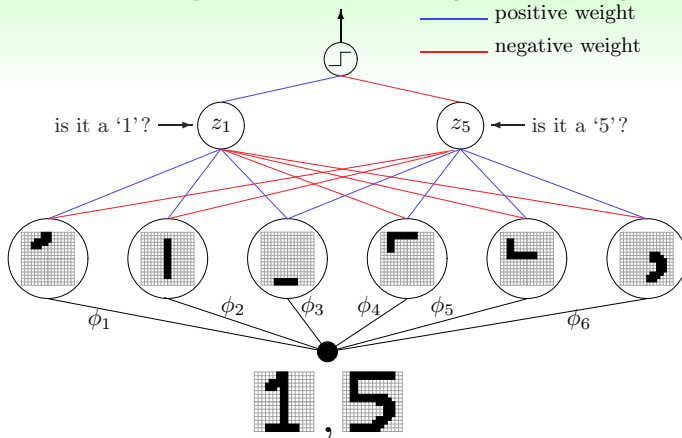 positive weight
negative weight
is it a ‘1’?
z1
z5
is it a ‘5’?
ϕ1
ϕ2
ϕ3
ϕ4
ϕ5
ϕ6
1 , 5